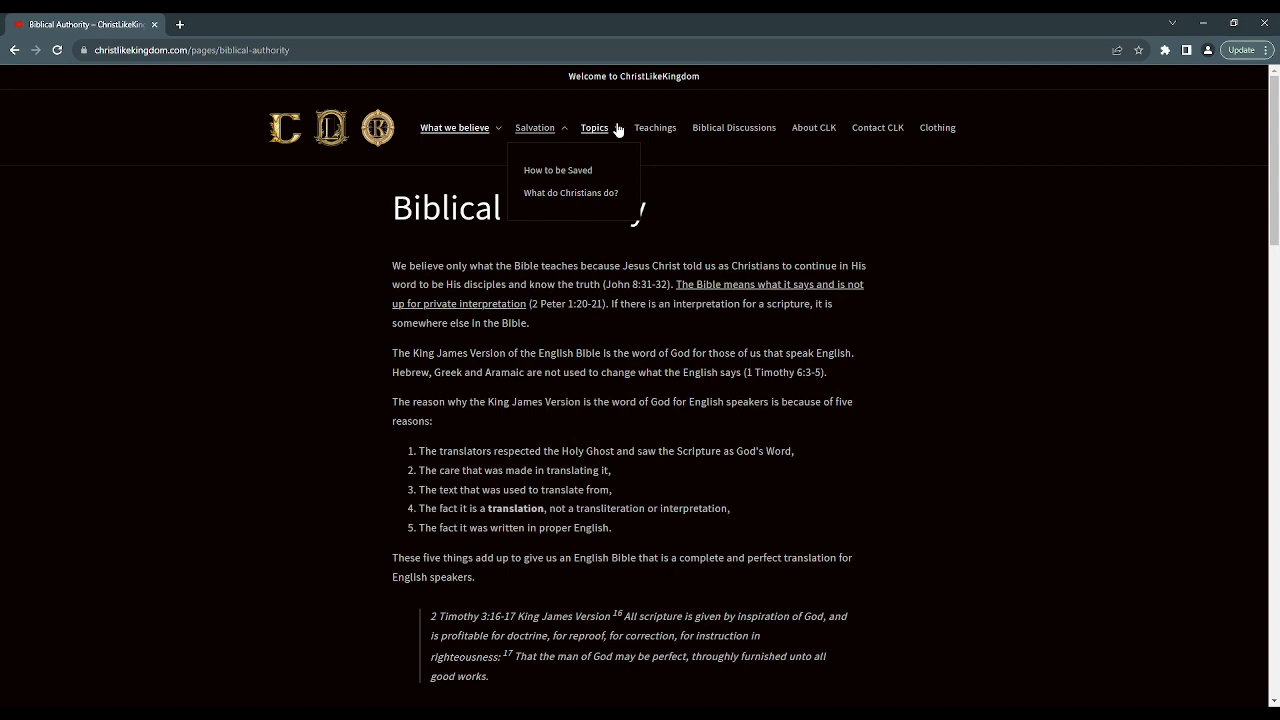 Biblical Authority – ChristLikeKing
christlikekingdom.com/pages/biblical-authority
Update
Welcome to ChristLikeKingdom
C L K
What we believe Salvation Topics Teachings Biblical Discussions About CLK Contact CLK Clothing
How to be Saved
What do Christians do?
Biblical y
We believe only what the Bible teaches because Jesus Christ told us as Christians to continue in His
word to be His disciples and know the truth (John 8:31-32). The Bible means what it says and is not
up for private interpretation (2 Peter 1:20-21). If there is an interpretation for a scripture, it is
somewhere else in the Bible.
The King James Version of the English Bible is the word of God for those of us that speak English.
Hebrew, Greek and Aramaic are not used to change what the English says (1 Timothy 6:3-5).
The reason why the King James Version is the word of God for English speakers is because of five
reasons:
1. The translators respected the Holy Ghost and saw the Scripture as God's Word,
2. The care that was made in translating it,
3. The text that was used to translate from,
4. The fact it is a translation, not a transliteration or interpretation,
5. The fact it was written in proper English.
These five things add up to give us an English Bible that is a complete and perfect translation for
English speakers.
2 Timothy 3:16-17 King James Version 16 All scripture is given by inspiration of God, and
is profitable for doctrine, for reproof, for correction, for instruction in
righteousness: 17 That the man of God may be perfect, throughly furnished unto all
good works.